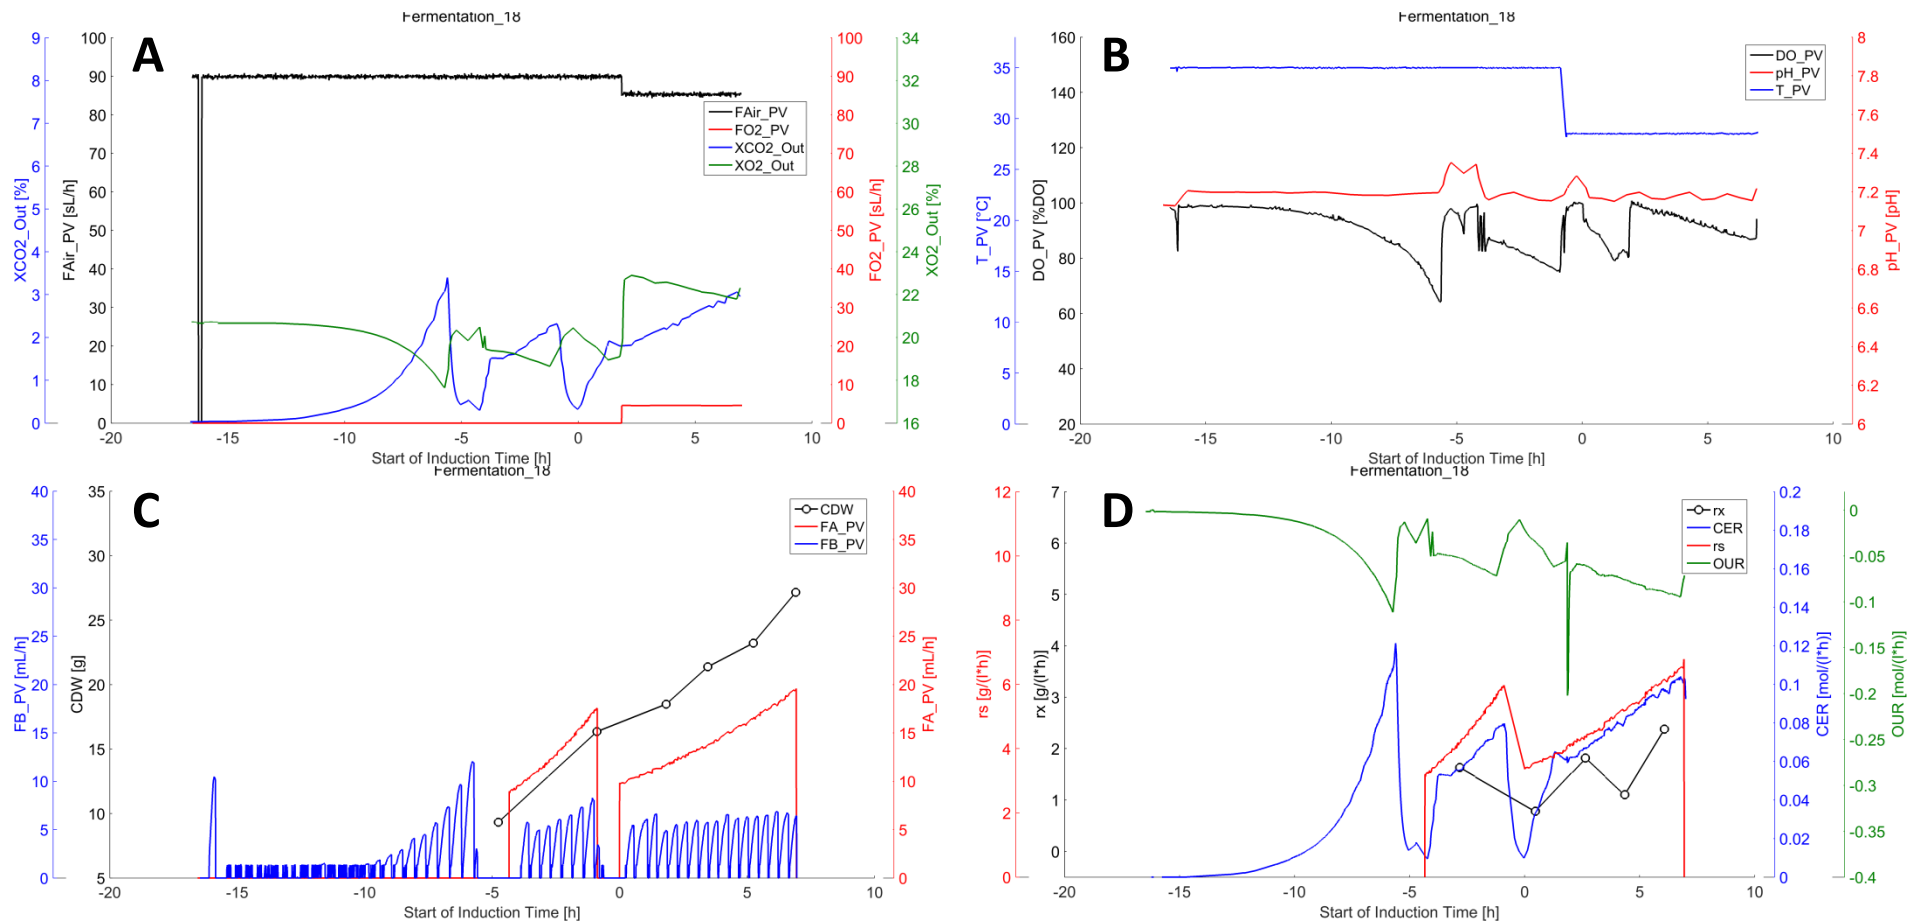 Fermentation_18
A
9
8
7
6
5
4
3
2
1
0
XCO2_Out [%]
100
90
80
70
60
50
40
30
20
10
0
FAir_PV [sL/h]
FAir_PV
FO2_PV
XCO2_Out
XO2_Out
100
90
80
70
60
50
40
30
20
10
0
FO2_PV [sL/h]
34
32
30
28
26
24
22
20
18
16
XO2_Out [%]
-20 -15 -10 -5 0 5 10
Start of Induction Time [h]
Fermentation_18
B
35
30
25
20
15
10
5
0
T_PV [°C]
160
140
120
100
80
60
40
20
DO_PV [%DO]
DO_PV
pH_PV
T_PV
8
7.8
7.6
7.4
7.2
7
6.8
6.6
6.4
6.2
6
pH_PV [pH]
-20 -15 -10 -5 0 5 10
Start of Induction Time [h]
Fermentation_18
C
40
35
30
25
20
15
10
5
0
FB_PV [mL/h]
35
30
25
20
15
10
5
CDW [g]
CDW
FA_PV
FB_PV
40
35
30
25
20
15
10
5
0
FA_PV [mL/h]
-20 -15 -10 -5 0 5 10
Start of Induction Time [h]
Fermentation_18
D
12
10
8
6
4
2
0
rs [g/(l*h)]
7
6
5
4
3
2
1
0
rx [g/(l*h)]
rx
CER
rs
OUR
0.2
0.18
0.16
0.14
0.12
0.1
0.08
0.06
0.04
0.02
0
CER [mol/(l*h)]
0
-0.05
-0.1
-0.15
-0.2
-0.25
-0.3
-0.35
-0.4
OUR [mol/(l*h)]
-20 -15 -10 -5 0 5 10
Start of Induction Time [h]